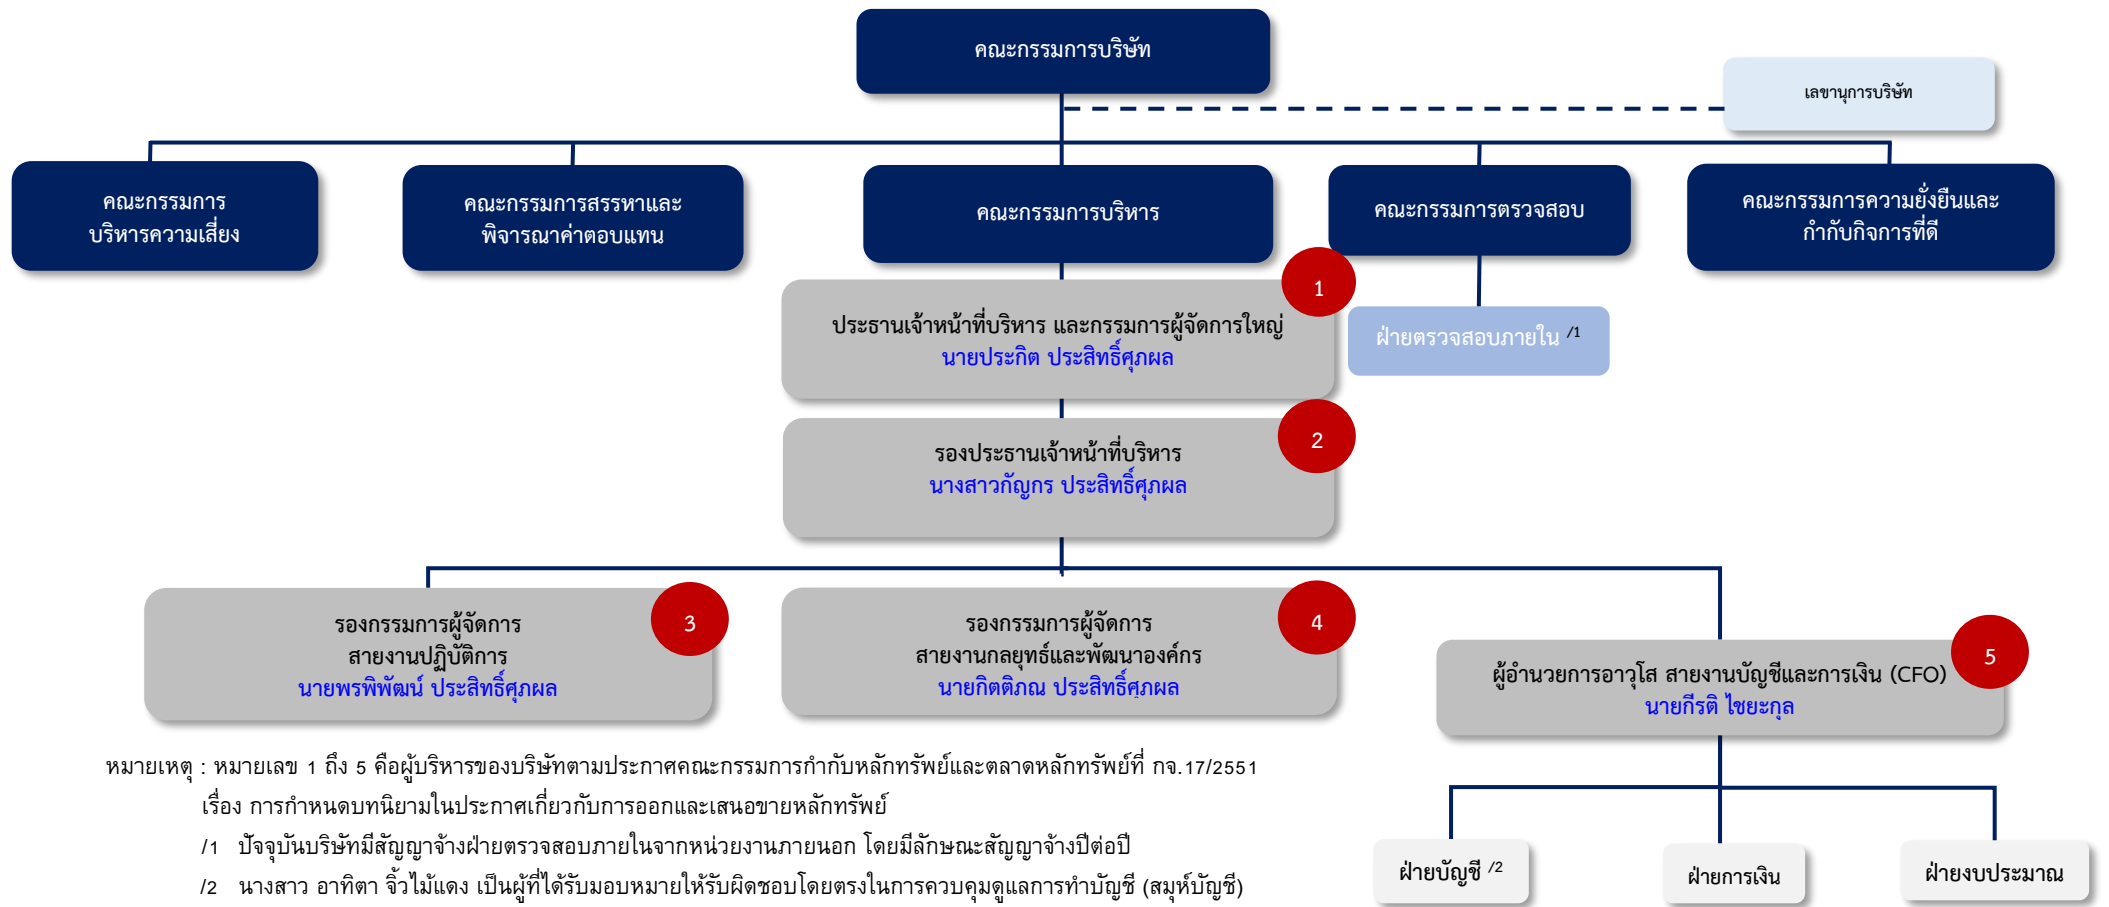 คณะกรรมการบริษัท
เลขานุการบริษัท
คณะกรรมการ
บริหารความเสี่ยง
คณะกรรมการสรรหาและ
พิจารณาค่าตอบแทน
คณะกรรมการบริหาร
คณะกรรมการตรวจสอบ
คณะกรรมการความยั่งยืนและ
กำกับกิจการที่ดี
1
ประธานเจ้าหน้าที่บริหาร และกรรมการผู้จัดการใหญ่
นายประกิต ประสิทธิ์ศุภผล
ฝ่ายตรวจสอบภายใน /1
2
รองประธานเจ้าหน้าที่บริหาร
นางสาวกัญกร ประสิทธิ์ศุภผล
3
รองกรรมการผู้จัดการ
สายงานปฏิบัติการ
นายพรพิพัฒน์ ประสิทธิ์ศุภผล
4
รองกรรมการผู้จัดการ
สายงานกลยุทธ์และพัฒนาองค์กร
นายกิตติภณ ประสิทธิ์ศุภผล
5
ผู้อำนวยการอาวุโส สายงานบัญชีและการเงิน (CFO)
นายกีรติ ไชยะกุล
ฝ่ายบัญชี /2
ฝ่ายการเงิน
ฝ่ายงบประมาณ
หมายเหตุ : หมายเลข 1 ถึง 5 คือผู้บริหารของบริษัทตามประกาศคณะกรรมการกำกับหลักทรัพย์และตลาดหลักทรัพย์ที่ กจ.17/2551
เรื่อง การกำหนดบทนิยามในประกาศเกี่ยวกับการออกและเสนอขายหลักทรัพย์
/1 ปัจจุบันบริษัทมีสัญญาจ้างฝ่ายตรวจสอบภายในจากหน่วยงานภายนอก โดยมีลักษณะสัญญาจ้างปีต่อปี
/2 นางสาว อาทิตา จิ้วไม้แดง เป็นผู้ที่ได้รับมอบหมายให้รับผิดชอบโดยตรงในการควบคุมดูแลการทำบัญชี (สมุห์บัญชี)